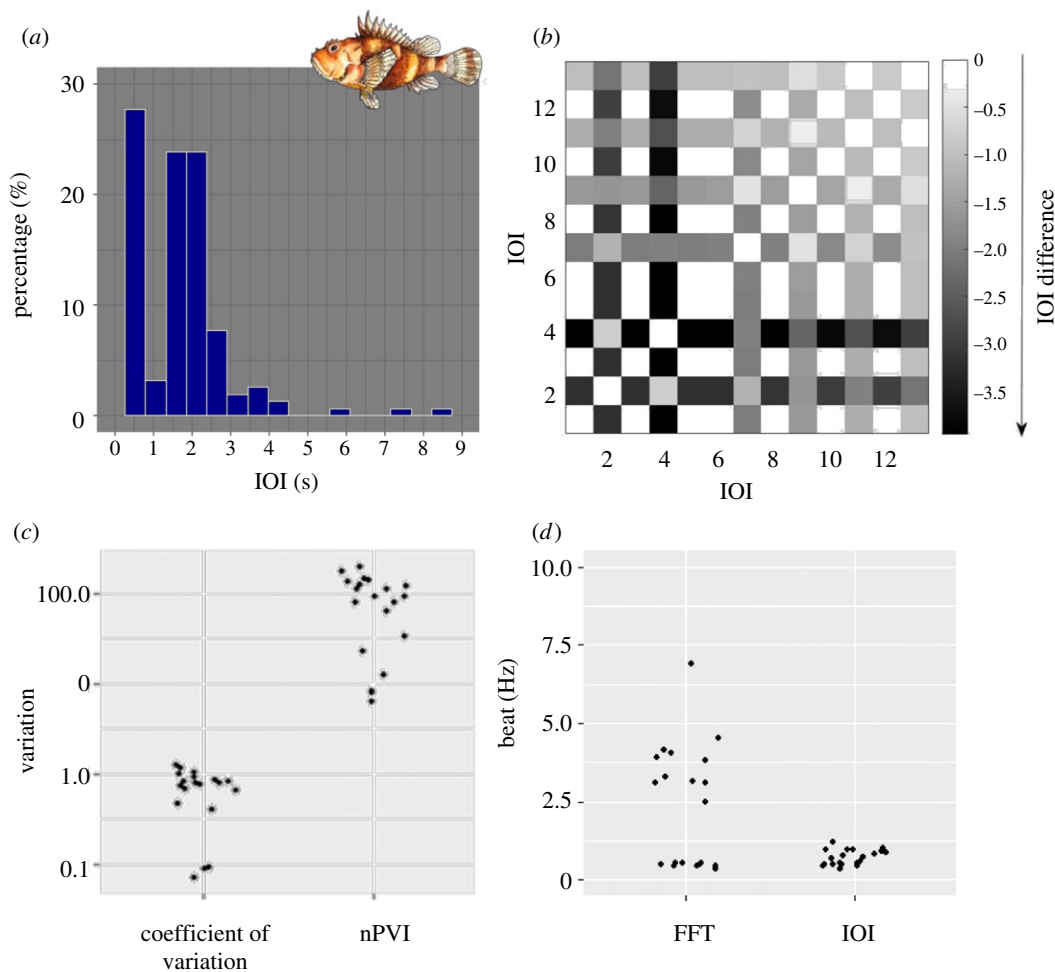 (a)
percentage (%)
30
20
10
0
0 1 2 3 4 5 6 7 8 9
IOI (s)
(b)
IOI
12
10
8
6
4
2
2 4 6 8 10 12
IOI
0
–0.5
–1.0
–1.5
–2.0
–2.5
–3.0
–3.5
IOI difference
(c)
variation
100.0
0
1.0
0.1
coefficient of
variation
nPVI
(d)
beat (Hz)
10.0
7.5
5.0
2.5
0
FFT
IOI